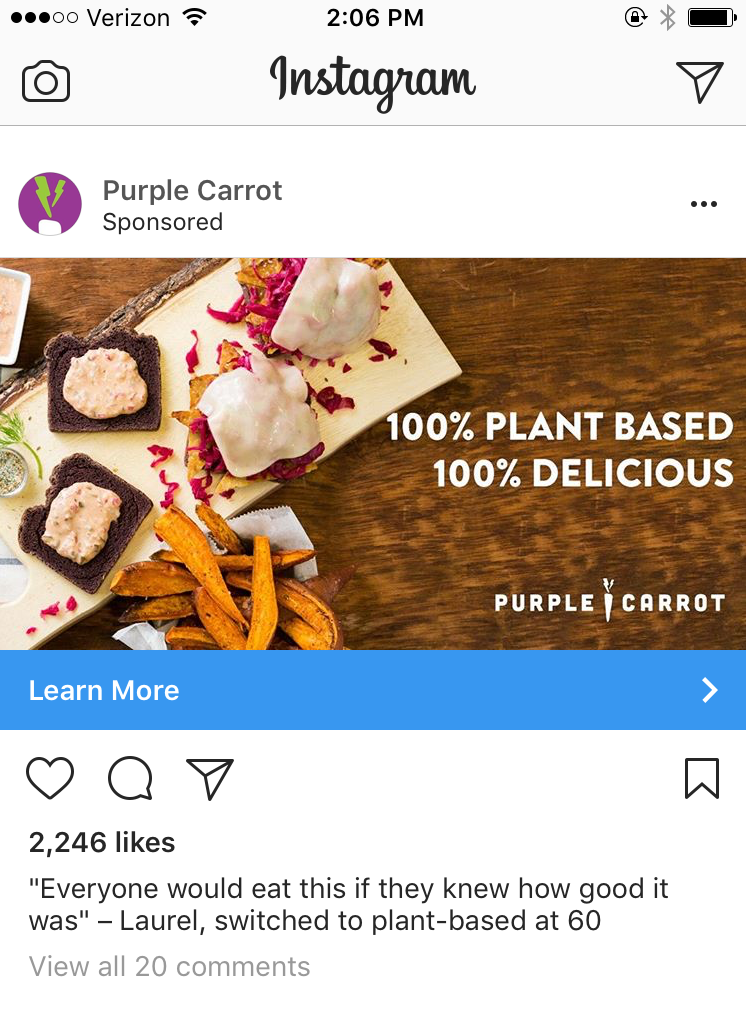 Verizon 2:06 PM
Instagram
Purple Carrot
Sponsored
100% PLANT BASED
100% DELICIOUS
PURPLE CARROT
Learn More
2,246 likes
"Everyone would eat this if they knew how good it
was" – Laurel, switched to plant-based at 60
View all 20 comments